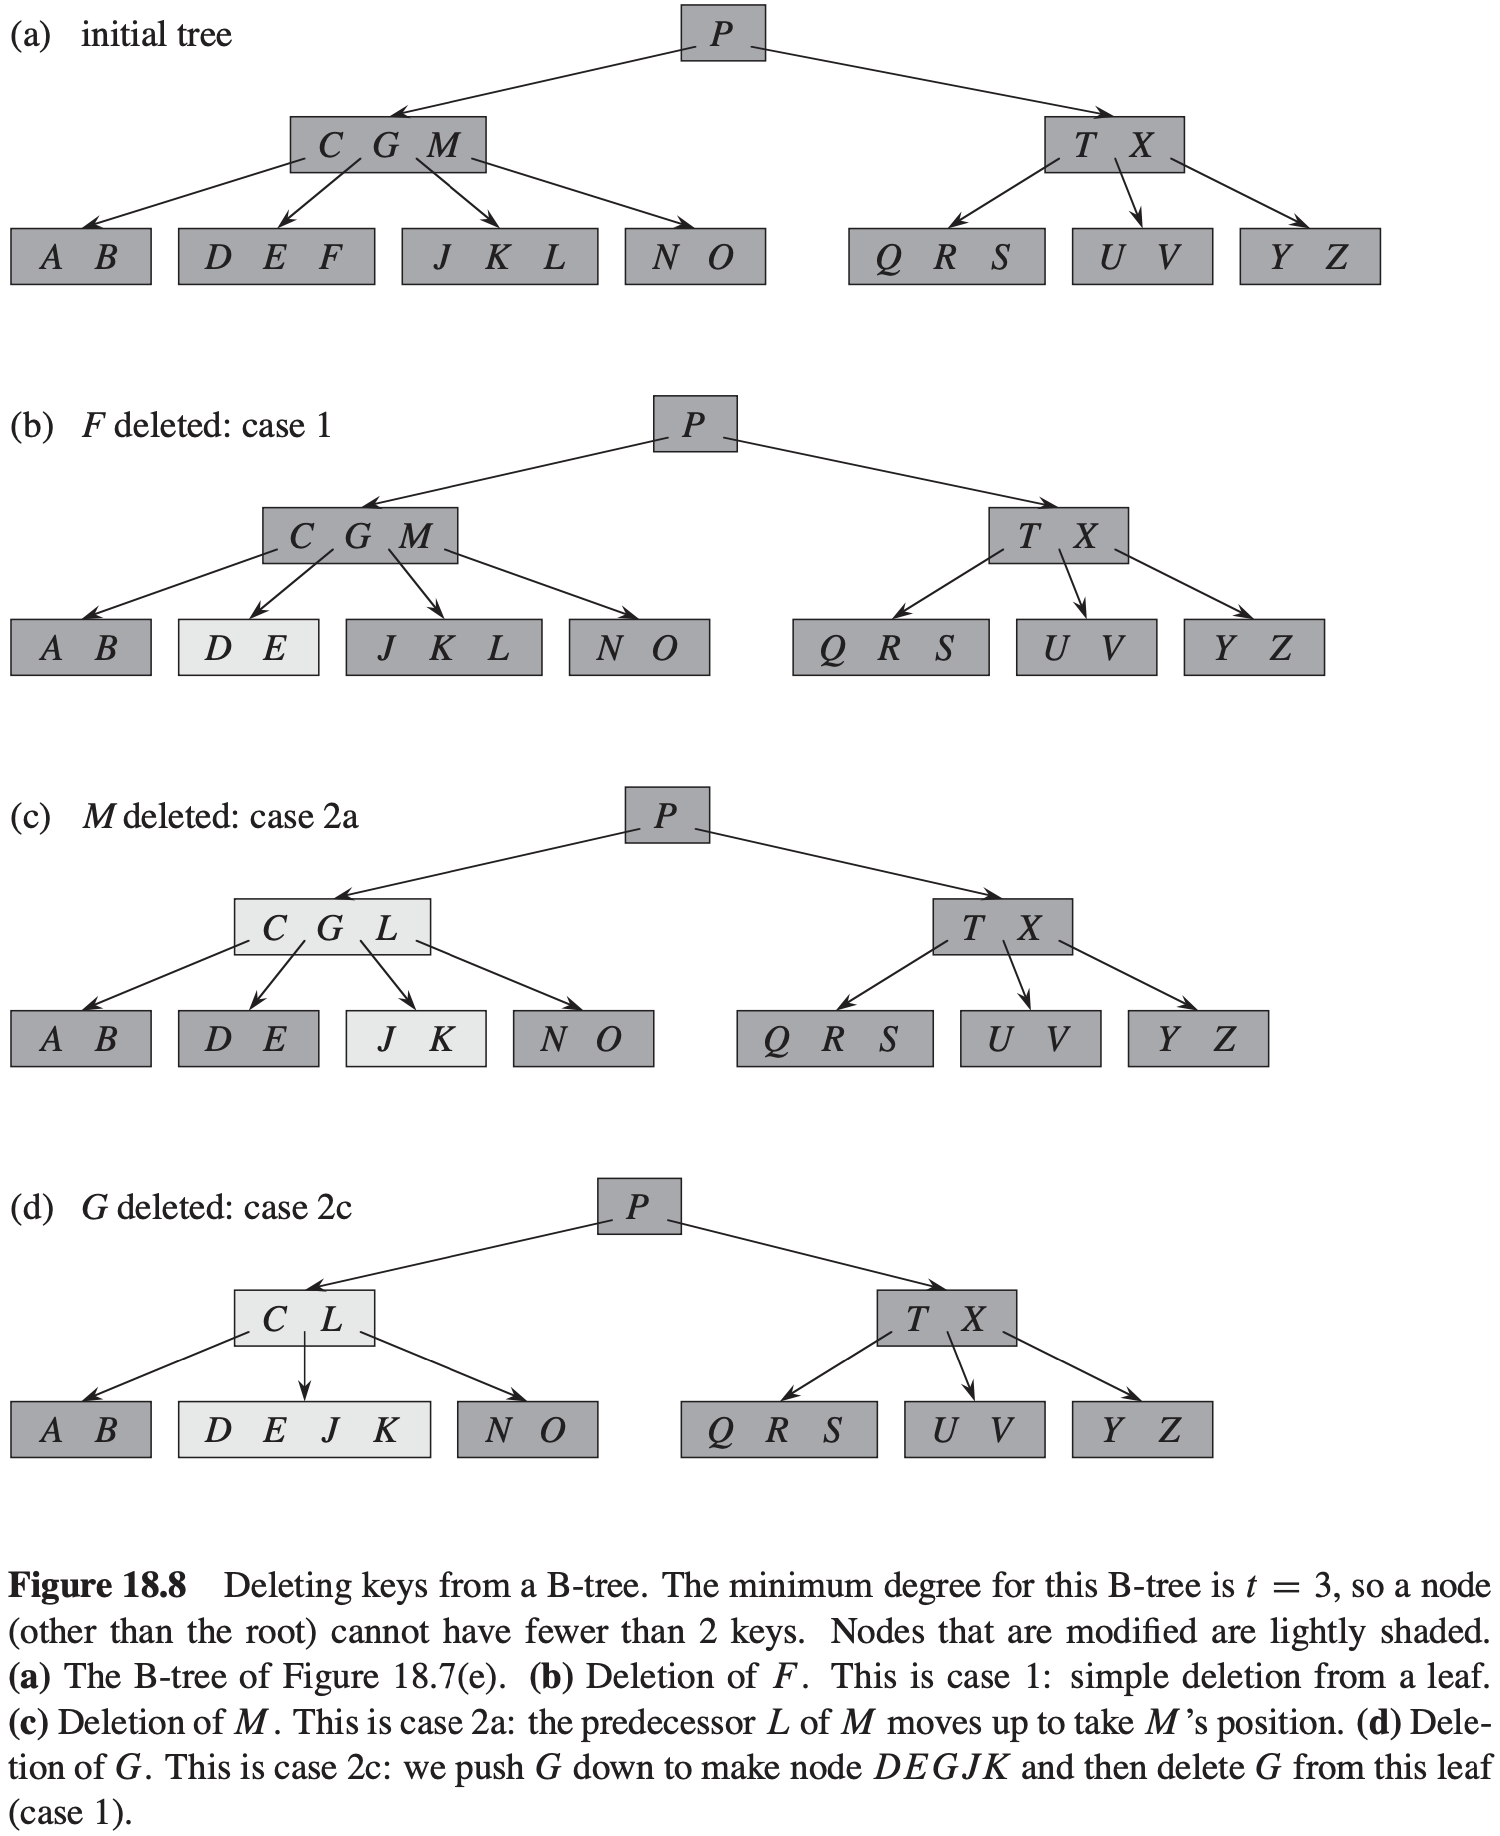 (a) initial tree
P
C G M
T X
A B
D E F
J K L
N O
Q R S
U V
Y Z
(b) F deleted: case 1
P
C G M
T X
A B
D E
J K L
N O
Q R S
U V
Y Z
(c) M deleted: case 2a
P
C G L
T X
A B
D E
J K
N O
Q R S
U V
Y Z
(d) G deleted: case 2c
P
C L
T X
A B
D E J K
N O
Q R S
U V
Y Z
Figure 18.8 Deleting keys from a B-tree. The minimum degree for this B-tree is t = 3, so a node
(other than the root) cannot have fewer than 2 keys. Nodes that are modified are lightly shaded.
(a) The B-tree of Figure 18.7(e). (b) Deletion of F. This is case 1: simple deletion from a leaf.
(c) Deletion of M. This is case 2a: the predecessor L of M moves up to take M's position. (d) Dele-
tion of G. This is case 2c: we push G down to make node DEGJK and then delete G from this leaf
(case 1).